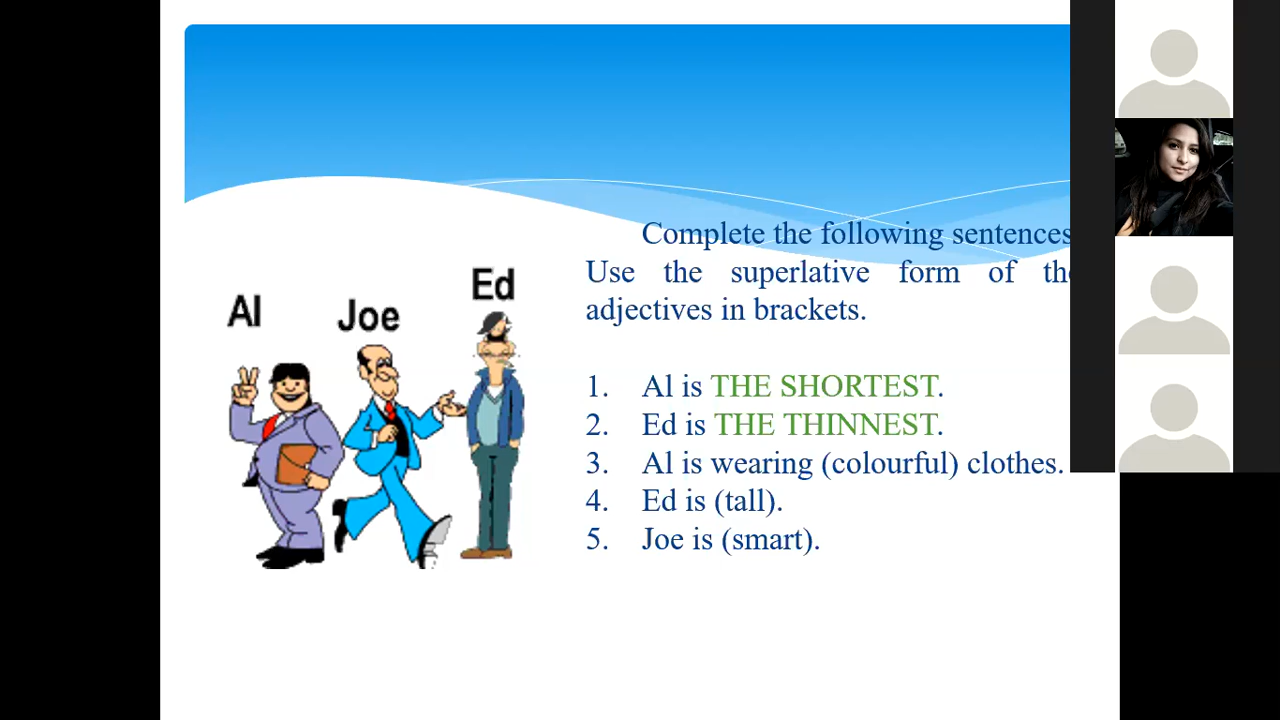 Al
Joe
Ed
Complete the following sentences
Use the superlative form of the
adjectives in brackets.
1. Al is THE SHORTEST.
2. Ed is THE THINNEST.
3. Al is wearing (colourful) clothes.
4. Ed is (tall).
5. Joe is (smart).